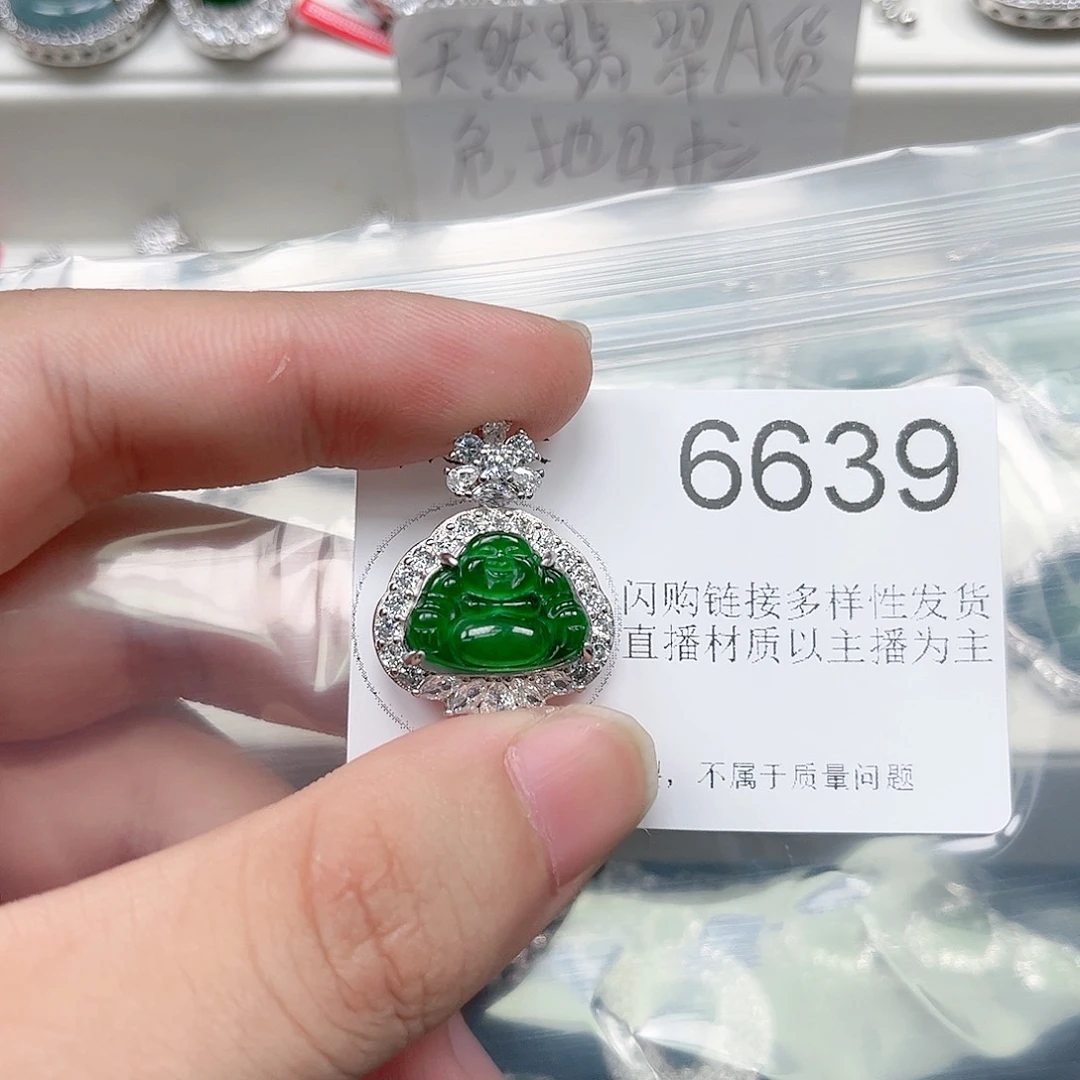 天然翡翠A货
危地马拉
6639
闪购链接多样性发货
直播材质以主播为主
，不属于质量问题